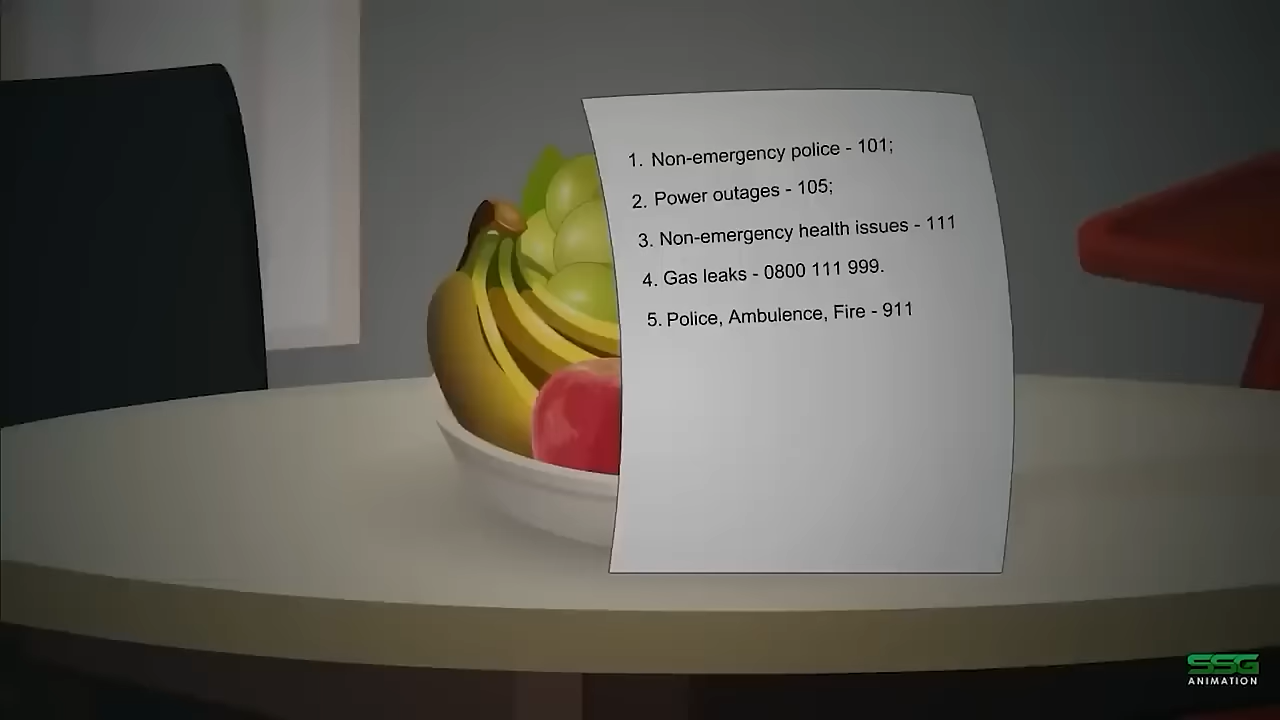 1. Non-emergency police - 101;
2. Power outages - 105;
3. Non-emergency health issues - 111
4. Gas leaks - 0800 111 999.
5. Police, Ambulence, Fire - 911
SSG
ANIMATION